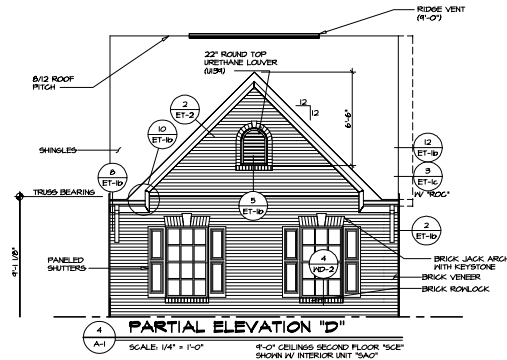 RIDGE VENT
(9'-0")
22" ROUND TOP
URETHANE LOUVER
(U139)
8/12 ROOF
PITCH
12
12
6'-6"
2
ET-2
10
ET-1b
SHINGLES
12
ET-1b
8
ET-1b
3
ET-1c
W/ "ROC"
TRUSS BEARING
5
ET-1b
2
ET-1b
9'-1 1/8"
PANELED
SHUTTERS
4
WD-2
BRICK JACK ARCH
WITH KEYSTONE
BRICK VENEER
BRICK ROWLOCK
4
A-1
PARTIAL ELEVATION "D"
SCALE: 1/4" = 1'-0"
9'-0" CEILINGS SECOND FLOOR "SCE"
SHOWN W/ INTERIOR UNIT "SAO"